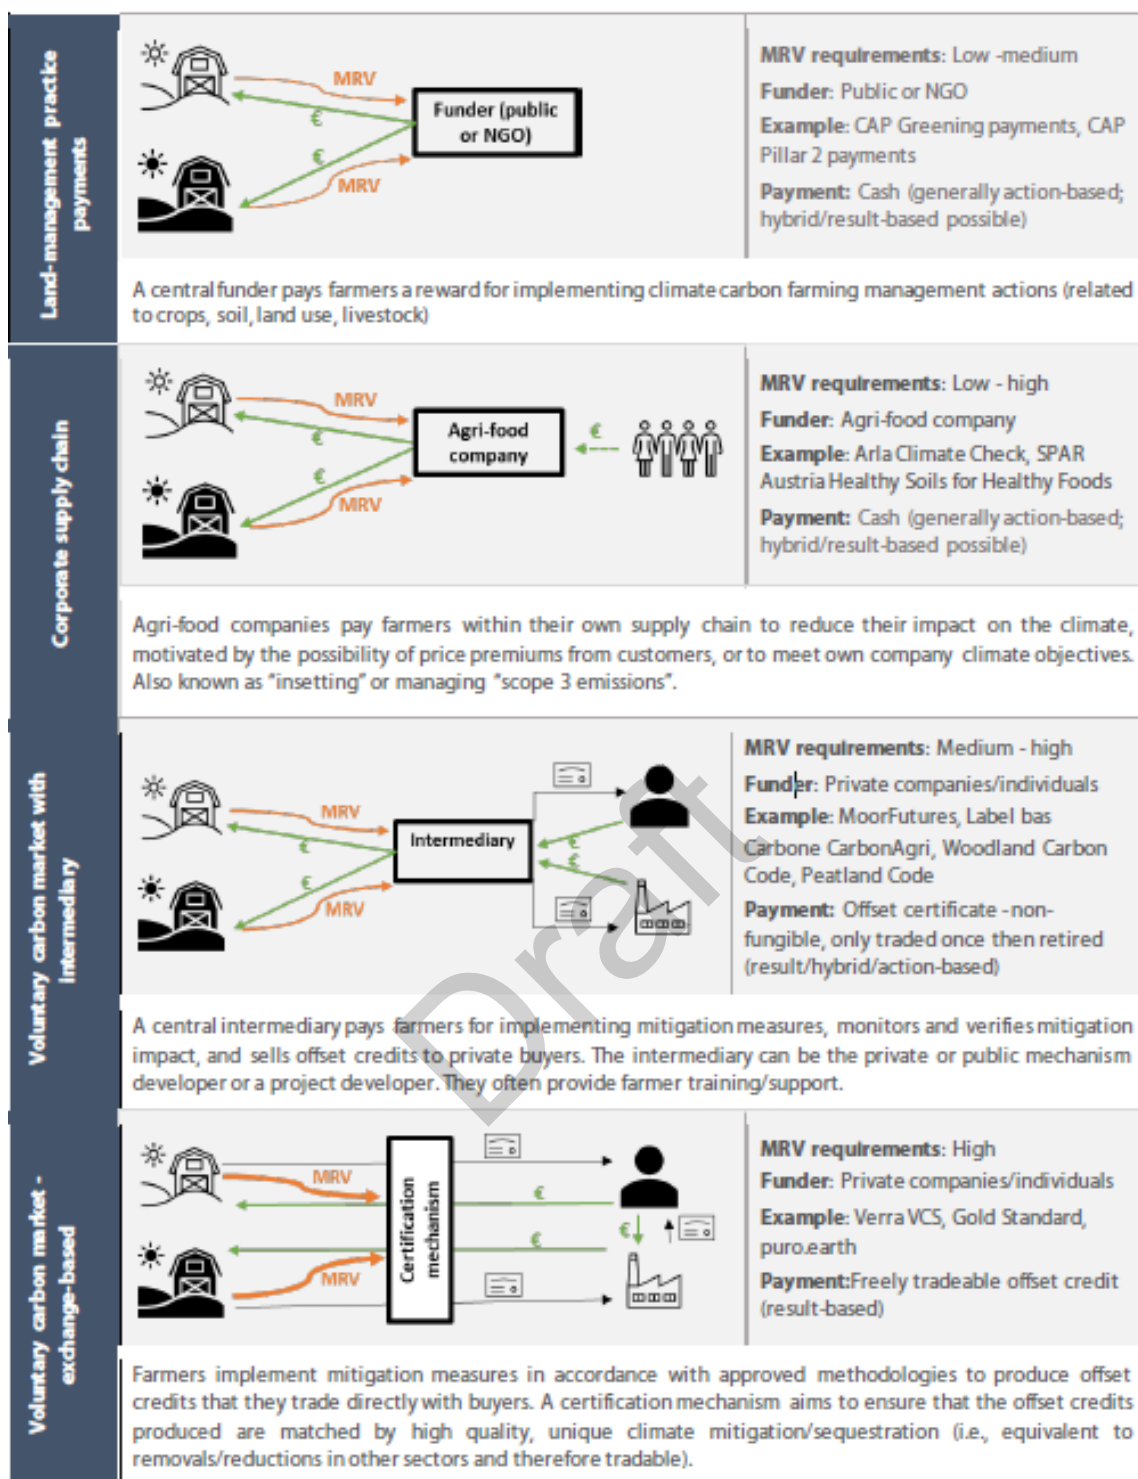 Land-management practice
payments
MRV
€
€
MRV
Funder (public
or NGO)
MRV requirements: Low -medium
Funder: Public or NGO
Example: CAP Greening payments, CAP
Pillar 2 payments
Payment: Cash (generally action-based;
hybrid/result-based possible)
A central funder pays farmers a reward for implementing climate carbon farming management actions (related
to crops, soil, land use, livestock)
Corporate supply chain
MRV
€
€
MRV
Agri-food
company
€
MRV requirements: Low - high
Funder: Agri-food company
Example: Arla Climate Check, SPAR
Austria Healthy Soils for Healthy Foods
Payment: Cash (generally action-based;
hybrid/result-based possible)
Agri-food companies pay farmers within their own supply chain to reduce their impact on the climate,
motivated by the possibility of price premiums from customers, or to meet own company climate objectives.
Also known as "insetting" or managing "scope 3 emissions".
Voluntary carbon market with
intermediary
MRV
€
€
MRV
Intermediary
€
€
MRV requirements: Medium - high
Funder: Private companies/individuals
Example: MoorFutures, Label bas
Carbone CarbonAgri, Woodland Carbon
Code, Peatland Code
Payment: Offset certificate -non-
fungible, only traded once then retired
(result/hybrid/action-based)
A central intermediary pays farmers for implementing mitigation measures, monitors and verifies mitigation
impact, and sells offset credits to private buyers. The intermediary can be the private or public mechanism
developer or a project developer. They often provide farmer training/support.
Voluntary carbon market -
exchange-based
MRV
MRV
Certification
mechanism
€
€
€
MRV requirements: High
Funder: Private companies/individuals
Example: Verra VCS, Gold Standard,
puro.earth
Payment:Freely tradeable offset credit
(result-based)
Farmers implement mitigation measures in accordance with approved methodologies to produce offset
credits that they trade directly with buyers. A certification mechanism aims to ensure that the offset credits
produced are matched by high quality, unique climate mitigation/sequestration (i.e., equivalent to
removals/reductions in other sectors and therefore tradable).
Draft